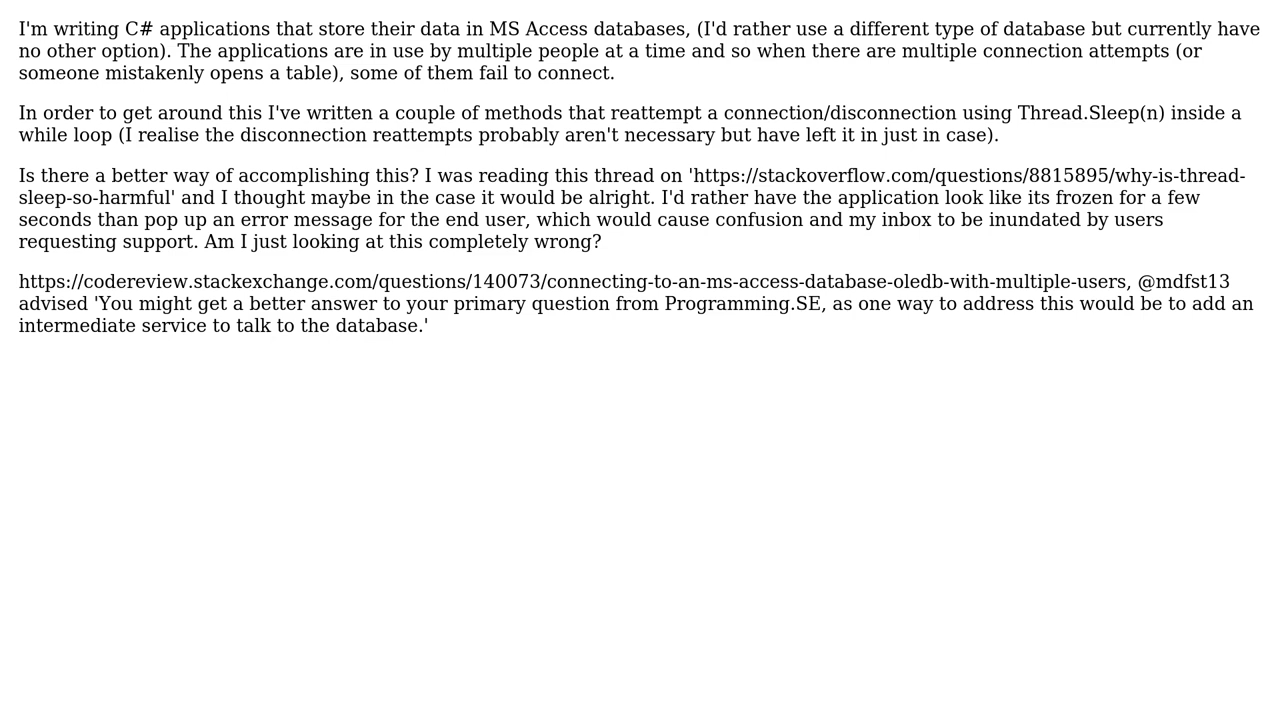 I'm writing C# applications that store their data in MS Access databases, (I'd rather use a different type of database but currently have
no other option). The applications are in use by multiple people at a time and so when there are multiple connection attempts (or
someone mistakenly opens a table), some of them fail to connect.
In order to get around this I've written a couple of methods that reattempt a connection/disconnection using Thread.Sleep(n) inside a
while loop (I realise the disconnection reattempts probably aren't necessary but have left it in just in case).
Is there a better way of accomplishing this? I was reading this thread on 'https://stackoverflow.com/questions/8815895/why-is-thread-
sleep-so-harmful' and I thought maybe in the case it would be alright. I'd rather have the application look like its frozen for a few
seconds than pop up an error message for the end user, which would cause confusion and my inbox to be inundated by users
requesting support. Am I just looking at this completely wrong?
https://codereview.stackexchange.com/questions/140073/connecting-to-an-ms-access-database-oledb-with-multiple-users, @mdfst13
advised 'You might get a better answer to your primary question from Programming.SE, as one way to address this would be to add an
intermediate service to talk to the database.'